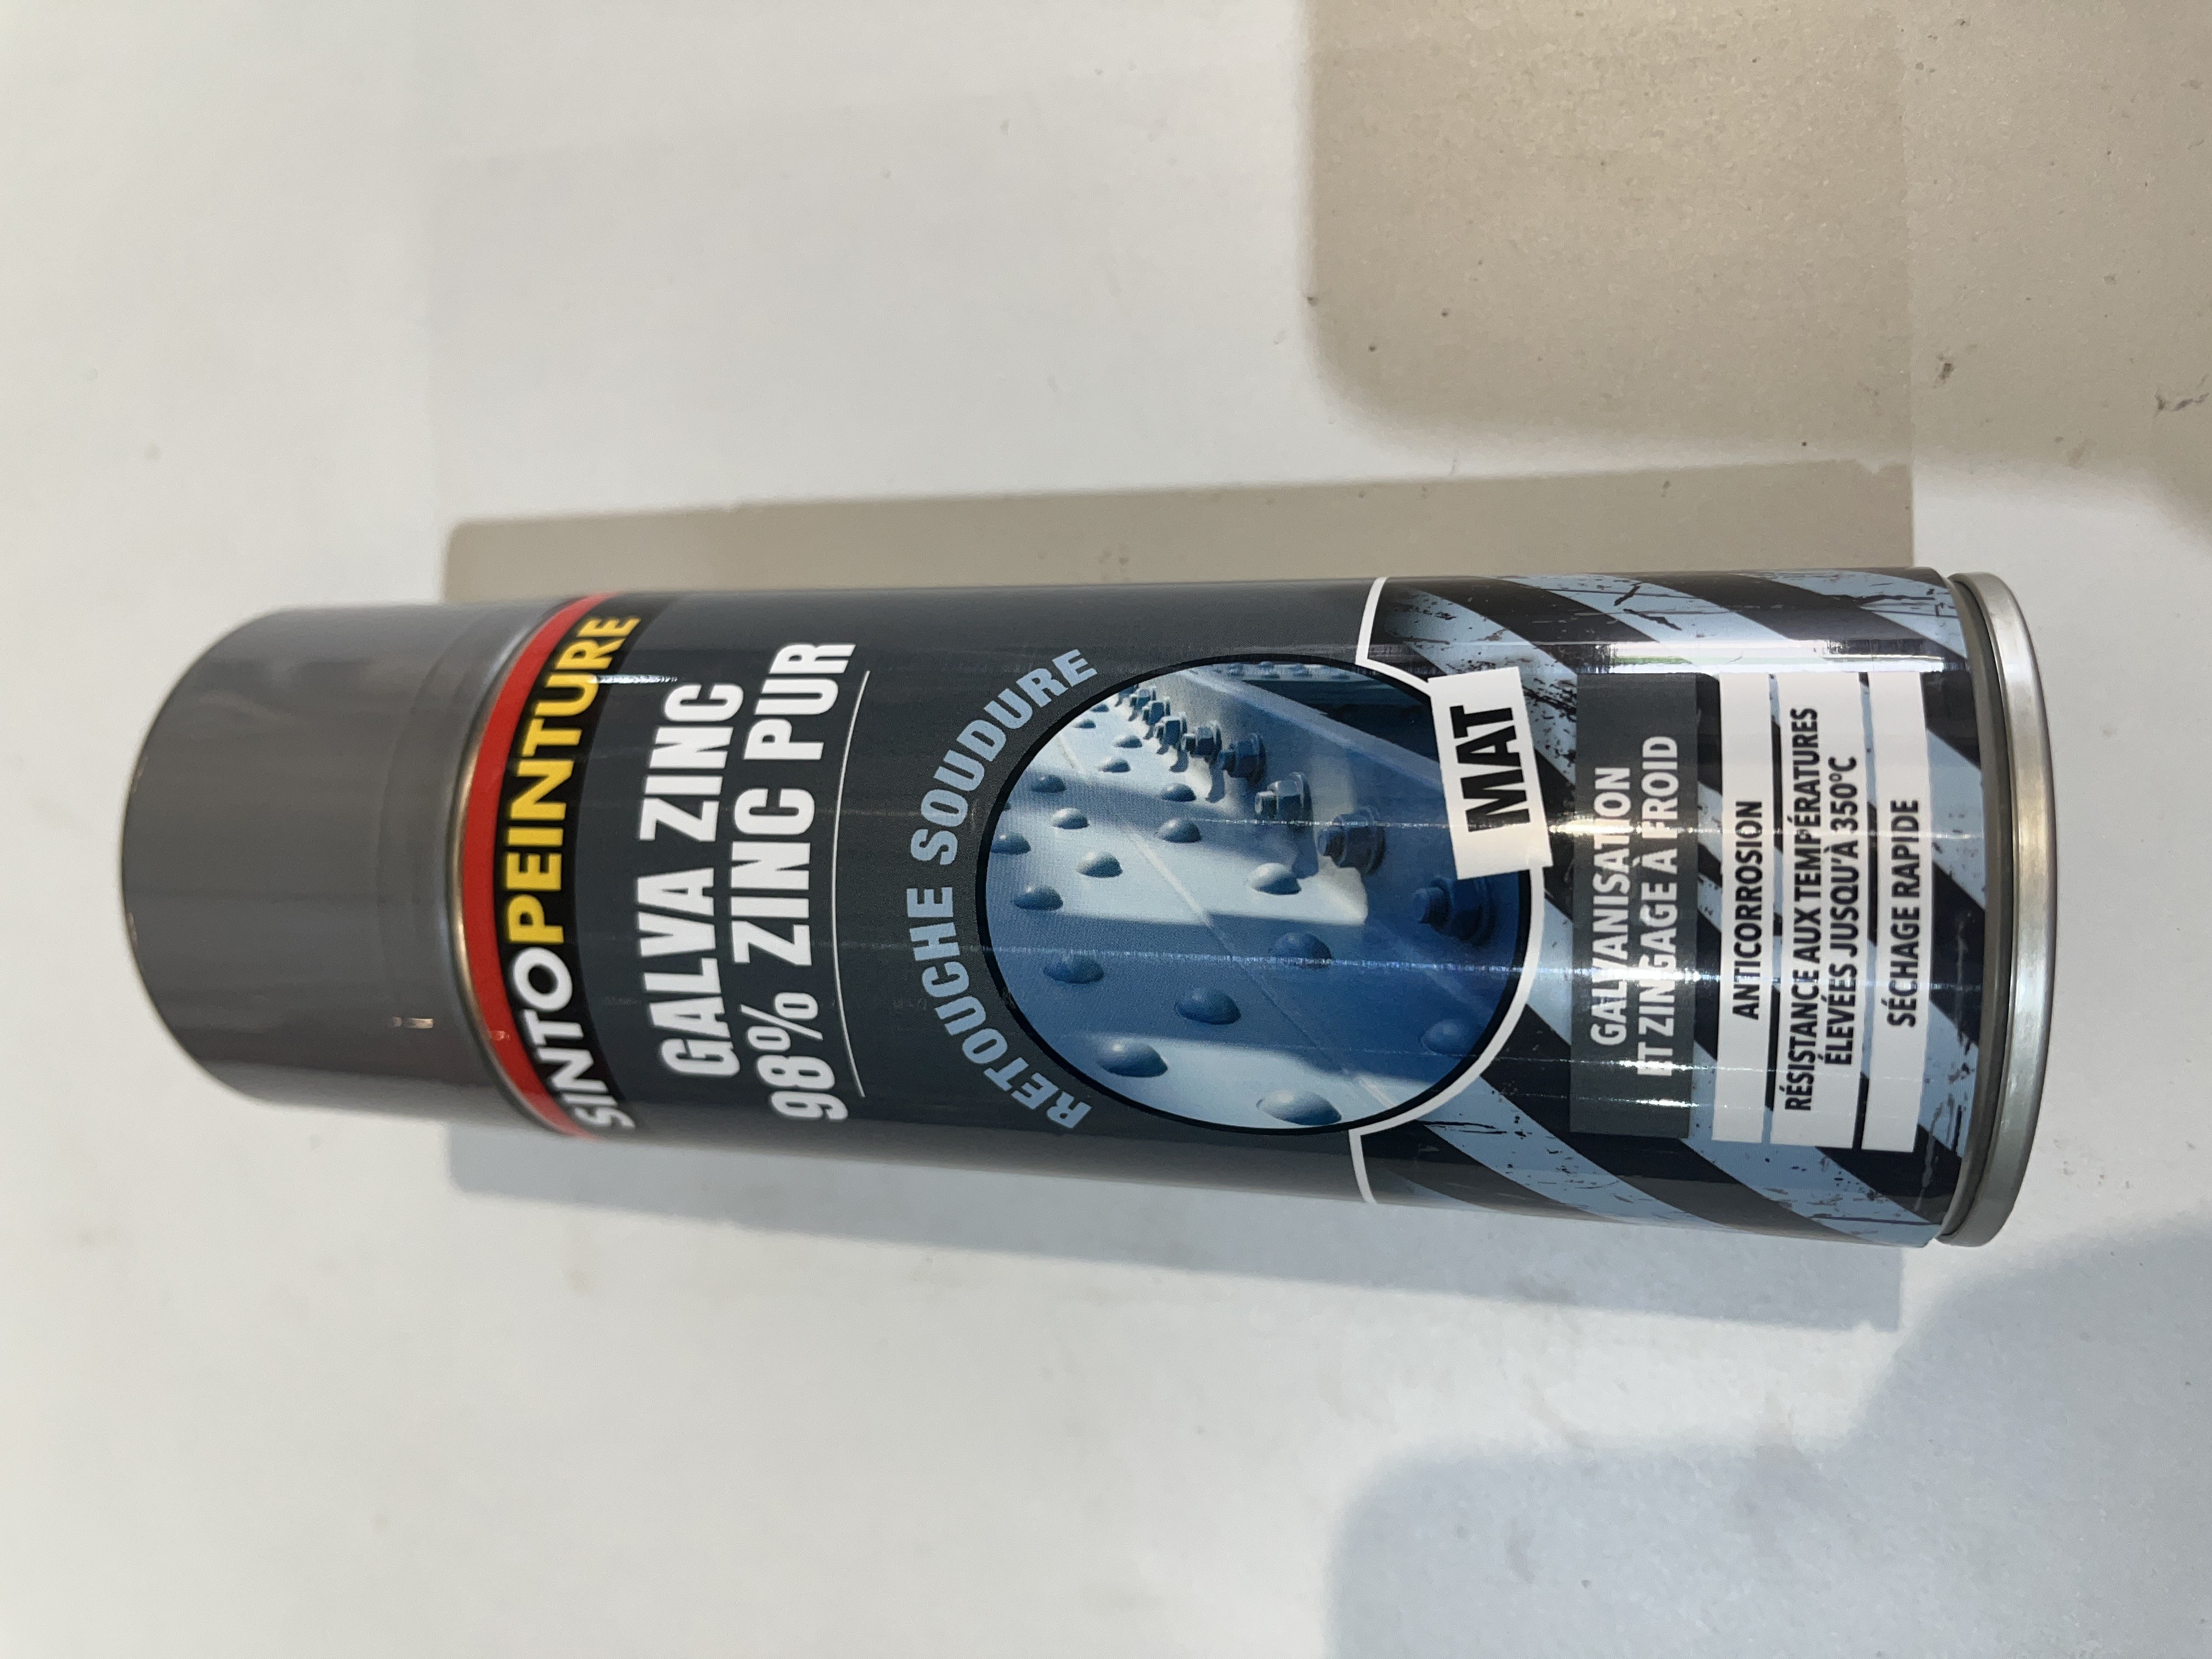 SINTOPEINTURE
GALVA ZINC
98% ZINC PUR
RETOUCHE SOUDURE
MAT
GALVANISATION
ET ZINGAGE À FROID
ANTICORROSION
RÉSISTANCE AUX TEMPÉRATURES
ÉLEVÉES JUSQU'À 350°C
SÉCHAGE RAPIDE